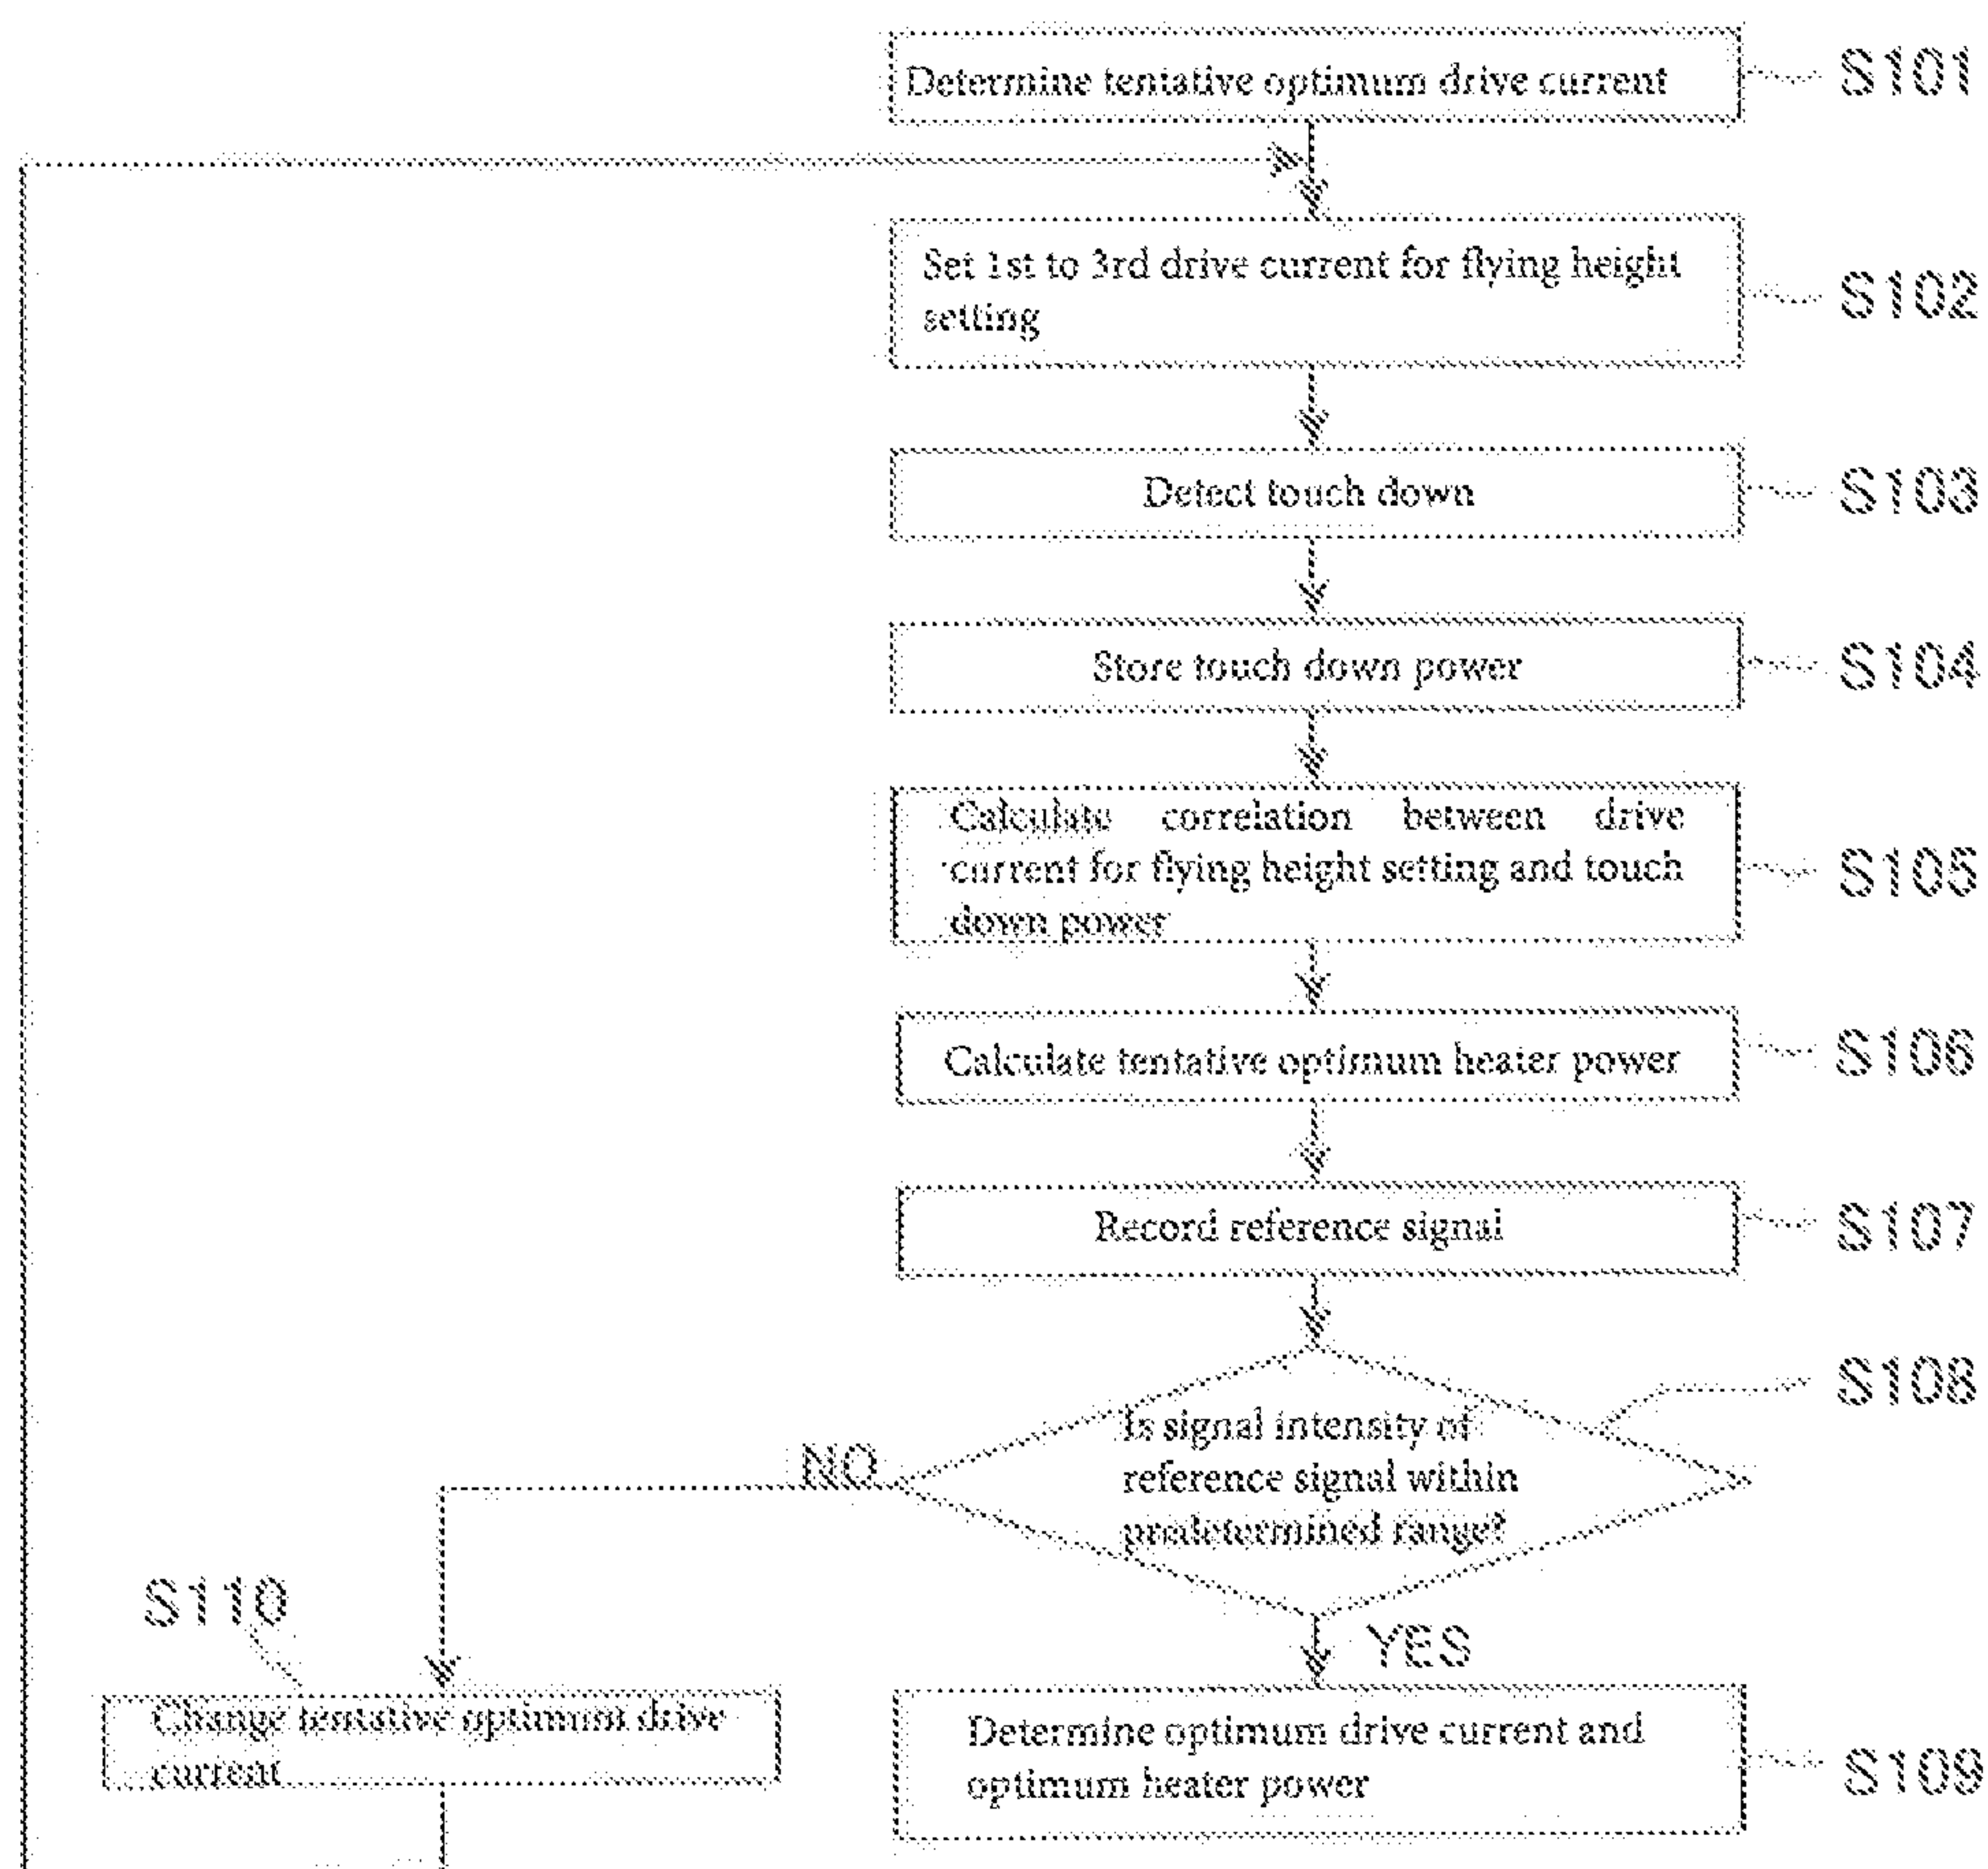 Determine tentative optimum drive current
S101
Set 1st to 3rd drive current for flying height
setting
S102
Detect touch down
S103
Store touch down power
S104
Calculate correlation between drive
current for flying height setting and touch
down power
S105
Calculate tentative optimum heater power
S106
Record reference signal
S107
Is signal intensity of
reference signal within
predetermined range?
S108
NO
YES
S110
Change tentative optimum drive
current
Determine optimum drive current and
optimum heater power
S109